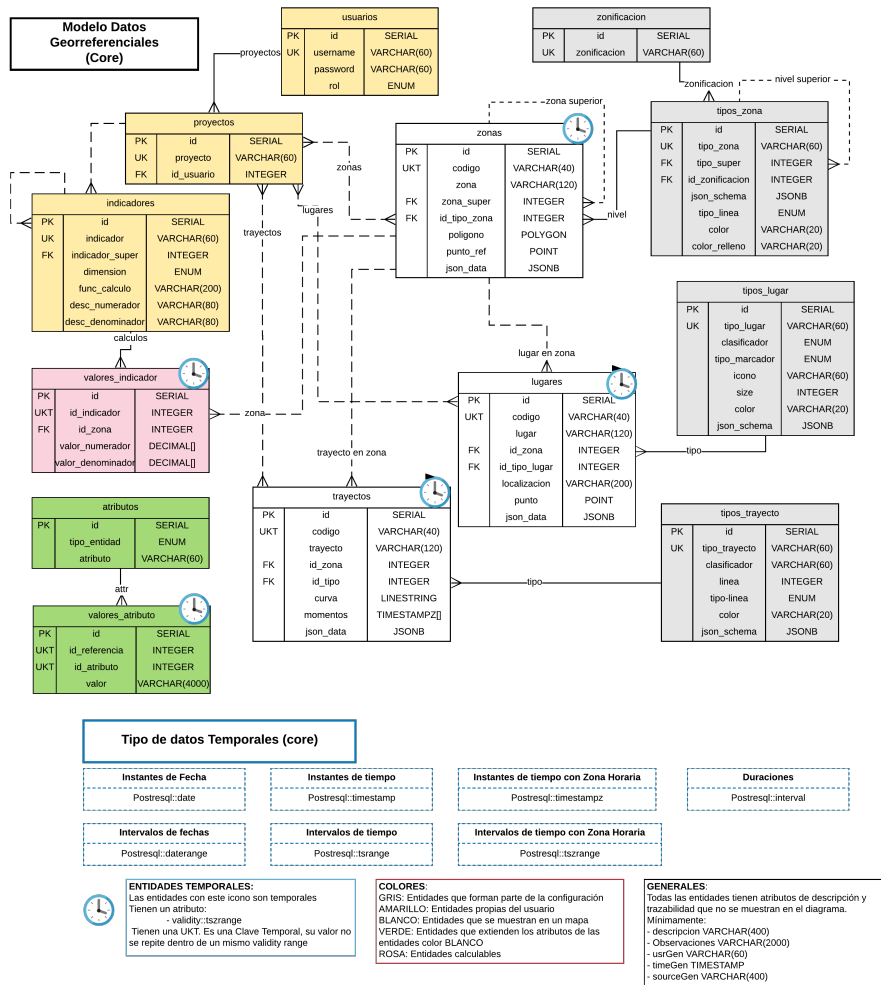 Modelo Datos
Georreferenciales
(Core)
usuarios
PK id SERIAL
UK username VARCHAR(60)
password VARCHAR(60)
rol ENUM
proyectos
zonificacion
PK id SERIAL
UK zonificacion VARCHAR(60)
zonificacion
nivel superior
proyectos
PK id SERIAL
UK proyecto VARCHAR(60)
FK id_usuario INTEGER
zonas
lugares
trayectos
zona superior
zonas
PK id SERIAL
UKT codigo VARCHAR(40)
zona VARCHAR(120)
FK zona_super INTEGER
FK id_tipo_zona INTEGER
poligono POLYGON
punto_ref POINT
json_data JSONB
nivel
tipos_zona
PK id SERIAL
UK tipo_zona VARCHAR(60)
FK tipo_super INTEGER
FK id_zonificacion INTEGER
json_schema JSONB
tipo_linea ENUM
color VARCHAR(20)
color_relleno VARCHAR(20)
indicadores
PK id SERIAL
UK indicador VARCHAR(60)
FK indicador_super INTEGER
dimension ENUM
func_calculo VARCHAR(200)
desc_numerador VARCHAR(80)
desc_denominador VARCHAR(80)
calculos
tipos_lugar
PK id SERIAL
UK tipo_lugar VARCHAR(60)
clasificador ENUM
tipo_marcador ENUM
icono VARCHAR(60)
size INTEGER
color VARCHAR(20)
json_schema JSONB
lugar en zona
valores_indicador
PK id SERIAL
UKT id_indicador INTEGER
FK id_zona INTEGER
valor_numerador DECIMAL[]
valor_denominador DECIMAL[]
zona
lugares
PK id SERIAL
UKT codigo VARCHAR(40)
lugar VARCHAR(120)
FK id_zona INTEGER
FK id_tipo_lugar INTEGER
localizacion VARCHAR(200)
punto POINT
json_data JSONB
tipo
trayecto en zona
trayectos
PK id SERIAL
UKT codigo VARCHAR(40)
trayecto VARCHAR(120)
FK id_zona INTEGER
FK id_tipo INTEGER
curva LINESTRING
momentos TIMESTAMPZ[]
json_data JSONB
tipo
tipos_trayecto
PK id SERIAL
UK tipo_trayecto VARCHAR(60)
clasificador VARCHAR(60)
linea INTEGER
tipo-linea ENUM
color VARCHAR(20)
json_schema JSONB
atributos
PK id SERIAL
tipo_entidad ENUM
atributo VARCHAR(60)
attr
valores_atributo
PK id SERIAL
UKT id_referencia INTEGER
UKT id_atributo INTEGER
valor VARCHAR(4000)
Tipo de datos Temporales (core)
Instantes de Fecha
Postresql::date
Instantes de tiempo
Postresql::timestamp
Instantes de tiempo con Zona Horaria
Postresql::timestampz
Duraciones
Postresql::interval
Intervalos de fechas
Postresql::daterange
Intervalos de tiempo
Postresql::tsrange
Intervalos de tiempo con Zona Horaria
Postresql::tszrange
ENTIDADES TEMPORALES:
Las entidades con este icono son temporales
Tienen un atributo:
- validity::tszrange
Tienen una UKT. Es una Clave Temporal, su valor no
se repite dentro de un mismo validity range
COLORES:
GRIS: Entidades que forman parte de la configuración
AMARILLO: Entidades propias del usuario
BLANCO: Entidades que se muestran en un mapa
VERDE: Entidades que extienden los atributos de las
entidades color BLANCO
ROSA: Entidades calculables
GENERALES:
Todas las entidades tienen atributos de descripción y
trazabilidad que no se muestran en el diagrama.
Mínimamente:
- descripcion VARCHAR(400)
- Observaciones VARCHAR(2000)
- usrGen VARCHAR(60)
- timeGen TIMESTAMP
- sourceGen VARCHAR(400)